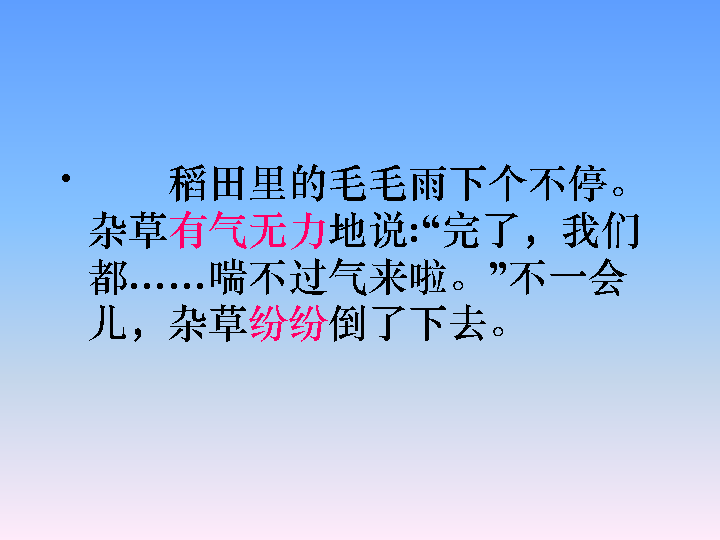 • 稻田里的毛毛雨下个不停。
杂草有气无力地说:“完了，我们
都……喘不过气来啦。”不一会
儿，杂草纷纷倒了下去。